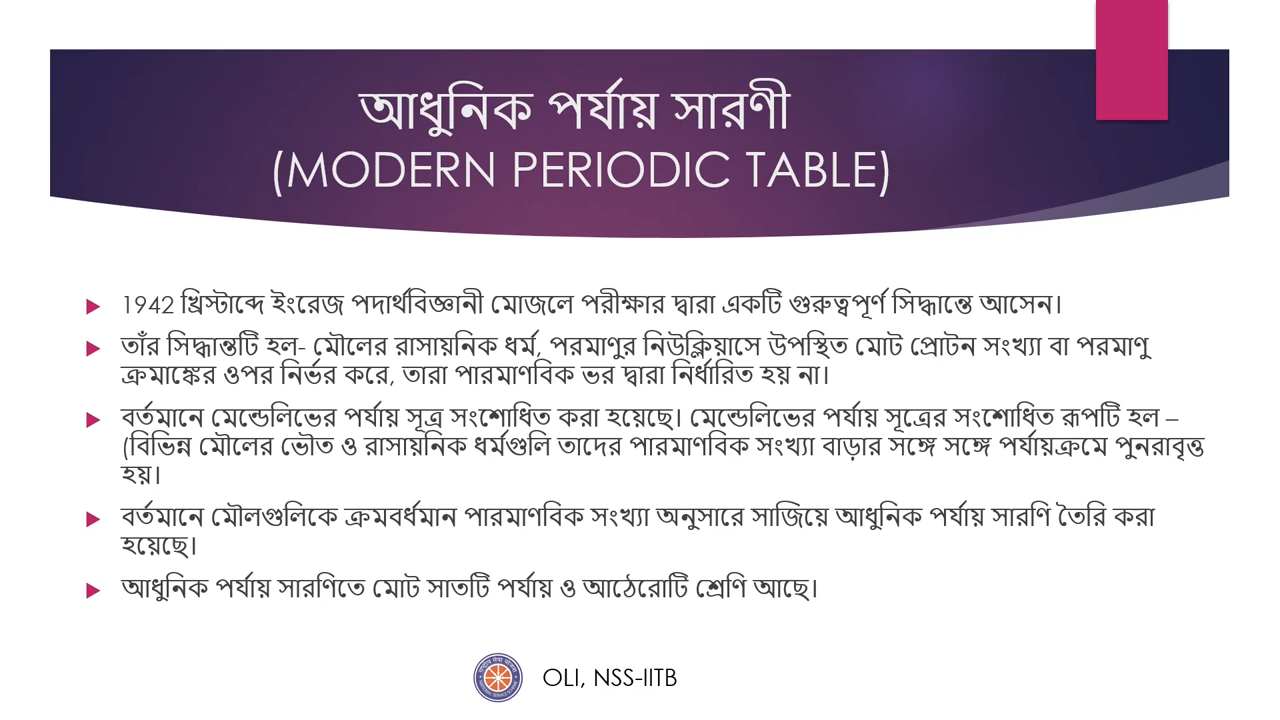 আধুনিক পর্যায় সারণী
(MODERN PERIODIC TABLE)
1942 খ্রিস্টাব্দে ইংরেজ পদার্থবিজ্ঞানী মোজলে পরীক্ষার দ্বারা একটি গুরুত্বপূর্ণ সিদ্ধান্তে আসেন।
তাঁর সিদ্ধান্তটি হল- মৌলের রাসায়নিক ধর্ম, পরমাণুর নিউক্লিয়াসে উপস্থিত মোট প্রোটন সংখ্যা বা পরমাণু
ক্রমাঙ্কের ওপর নির্ভর করে, তারা পারমাণবিক ভর দ্বারা নির্ধারিত হয় না।
বর্তমানে মেন্ডেলিভের পর্যায় সূত্র সংশোধিত করা হয়েছে। মেন্ডেলিভের পর্যায় সূত্রের সংশোধিত রূপটি হল –
(বিভিন্ন মৌলের ভৌত ও রাসায়নিক ধর্মগুলি তাদের পারমাণবিক সংখ্যা বাড়ার সঙ্গে সঙ্গে পর্যায়ক্রমে পুনরাবৃত্ত
হয়।
বর্তমানে মৌলগুলিকে ক্রমবর্ধমান পারমাণবিক সংখ্যা অনুসারে সাজিয়ে আধুনিক পর্যায় সারণি তৈরি করা
হয়েছে।
আধুনিক পর্যায় সারণিতে মোট সাতটি পর্যায় ও আঠেরোটি শ্রেণি আছে।
OLI, NSS-IITB